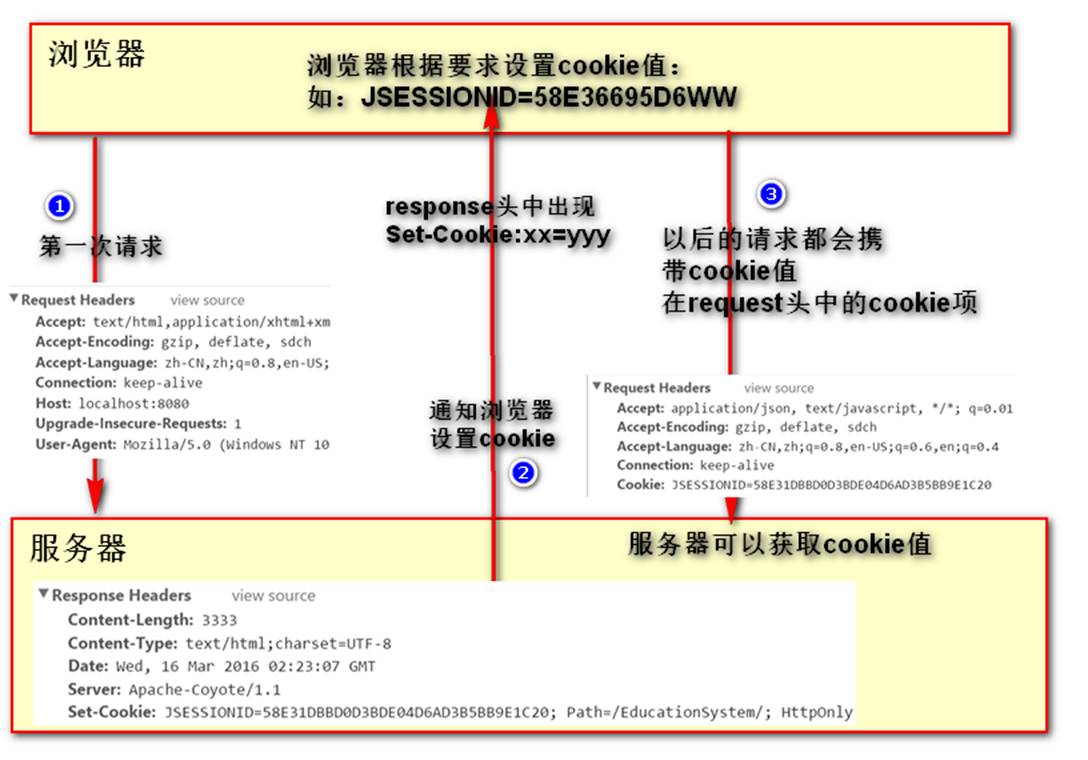 浏览器
浏览器根据要求设置cookie值：
如：JSESSIONID=58E36695D6WW
1
第一次请求
response头中出现
Set-Cookie:xx=yyy
3
以后的请求都会携
带cookie值
在request头中的cookie项
Request Headers view source
Accept: text/html,application/xhtml+xm
Accept-Encoding: gzip, deflate, sdch
Accept-Language: zh-CN,zh;q=0.8,en-US;
Connection: keep-alive
Host: localhost:8080
Upgrade-Insecure-Requests: 1
User-Agent: Mozilla/5.0 (Windows NT 10
通知浏览器
设置cookie
2
Request Headers view source
Accept: application/json, text/javascript, */*; q=0.01
Accept-Encoding: gzip, deflate, sdch
Accept-Language: zh-CN,zh;q=0.8,en-US;q=0.6,en;q=0.4
Connection: keep-alive
Cookie: JSESSIONID=58E31DBBD0D3BDE04D6AD3B5BB9E1C20
服务器
服务器可以获取cookie值
Response Headers view source
Content-Length: 3333
Content-Type: text/html;charset=UTF-8
Date: Wed, 16 Mar 2016 02:23:07 GMT
Server: Apache-Coyote/1.1
Set-Cookie: JSESSIONID=58E31DBBD0D3BDE04D6AD3B5BB9E1C20; Path=/EducationSystem/; HttpOnly